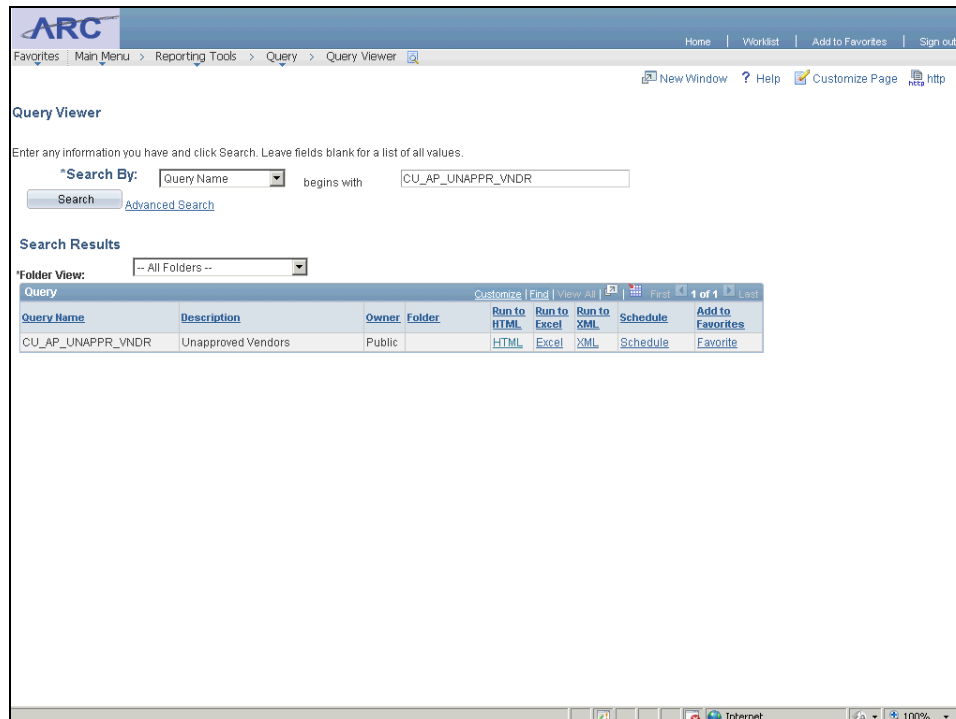 ARC
Home | Worklist | Add to Favorites | Sign out
Favorites | Main Menu > Reporting Tools > Query > Query Viewer
New Window ? Help Customize Page http
Query Viewer
Enter any information you have and click Search. Leave fields blank for a list of all values.
*Search By: Query Name begins with CU_AP_UNAPPR_VNDR
Search Advanced Search
Search Results
*Folder View: -- All Folders --
Query Customize | Find | View All | | First 1 of 1 Last
Query Name Description Owner Folder Run to HTML Run to Excel Run to XML Schedule Add to Favorites
CU_AP_UNAPPR_VNDR Unapproved Vendors Public HTML Excel XML Schedule Favorite
Internet 100%